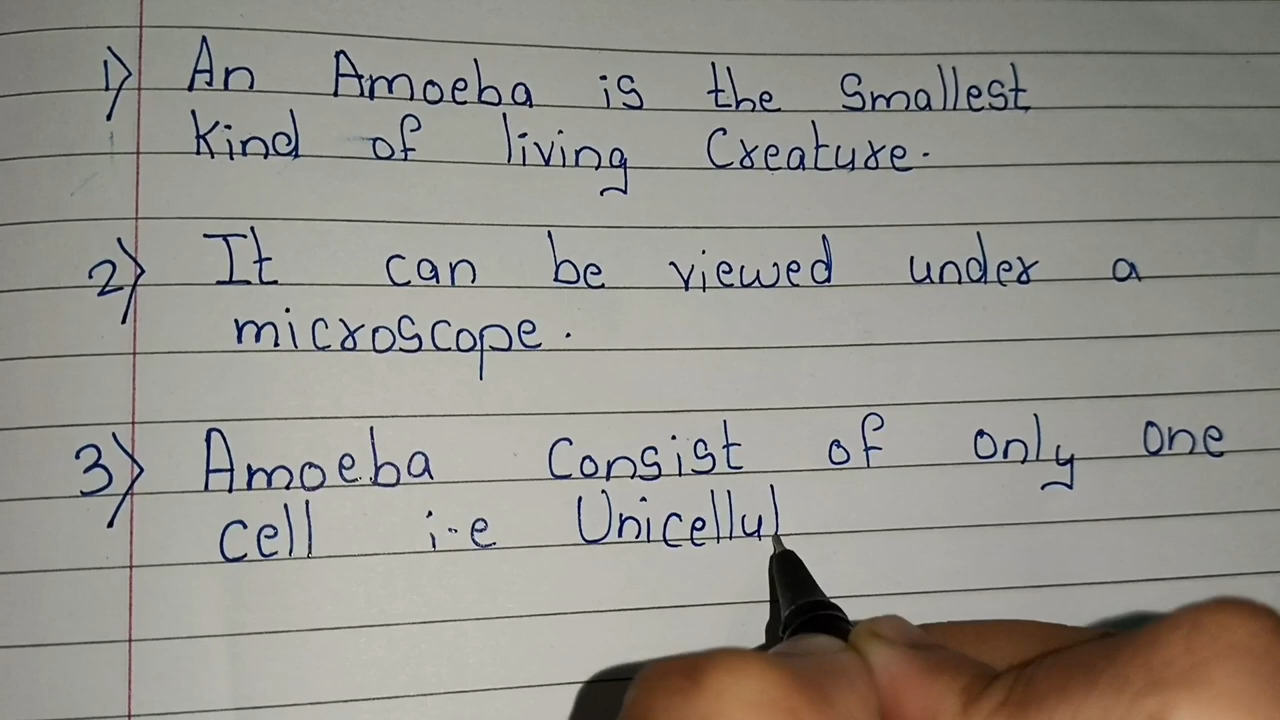 1) An Amoeba is the Smallest
Kind of living Creature.
2) It can be viewed under a
microscope.
3) Amoeba Consist of only one
cell i.e Unicellul